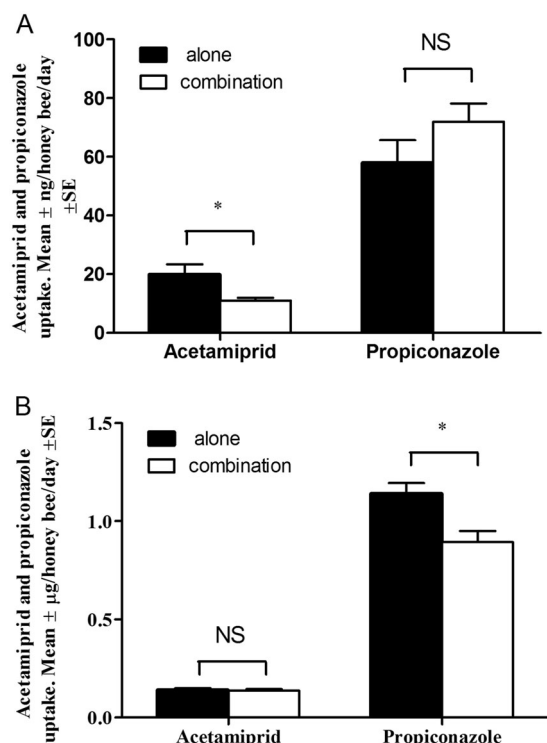 A
Acetamiprid and propiconazole
uptake. Mean ± ng/honey bee/day
±SE
100
80
60
40
20
0
alone
combination
*
NS
Acetamiprid
Propiconazole
B
Acetamiprid and propiconazole
uptake. Mean ± μg/honey bee/day ±SE
1.5
1.0
0.5
0.0
alone
combination
NS
*
Acetamiprid
Propiconazole